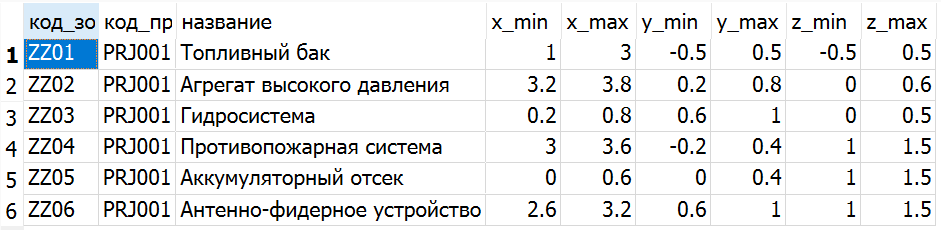 код_зо код_пр название x_min x_max y_min y_max z_min z_max
1 ZZ01 PRJ001 Топливный бак 1 3 -0.5 0.5 -0.5 0.5
2 ZZ02 PRJ001 Агрегат высокого давления 3.2 3.8 0.2 0.8 0 0.6
3 ZZ03 PRJ001 Гидросистема 0.2 0.8 0.6 1 0 0.5
4 ZZ04 PRJ001 Противопожарная система 3 3.6 -0.2 0.4 1 1.5
5 ZZ05 PRJ001 Аккумуляторный отсек 0 0.6 0 0.4 1 1.5
6 ZZ06 PRJ001 Антенно-фидерное устройство 2.6 3.2 0.6 1 1 1.5